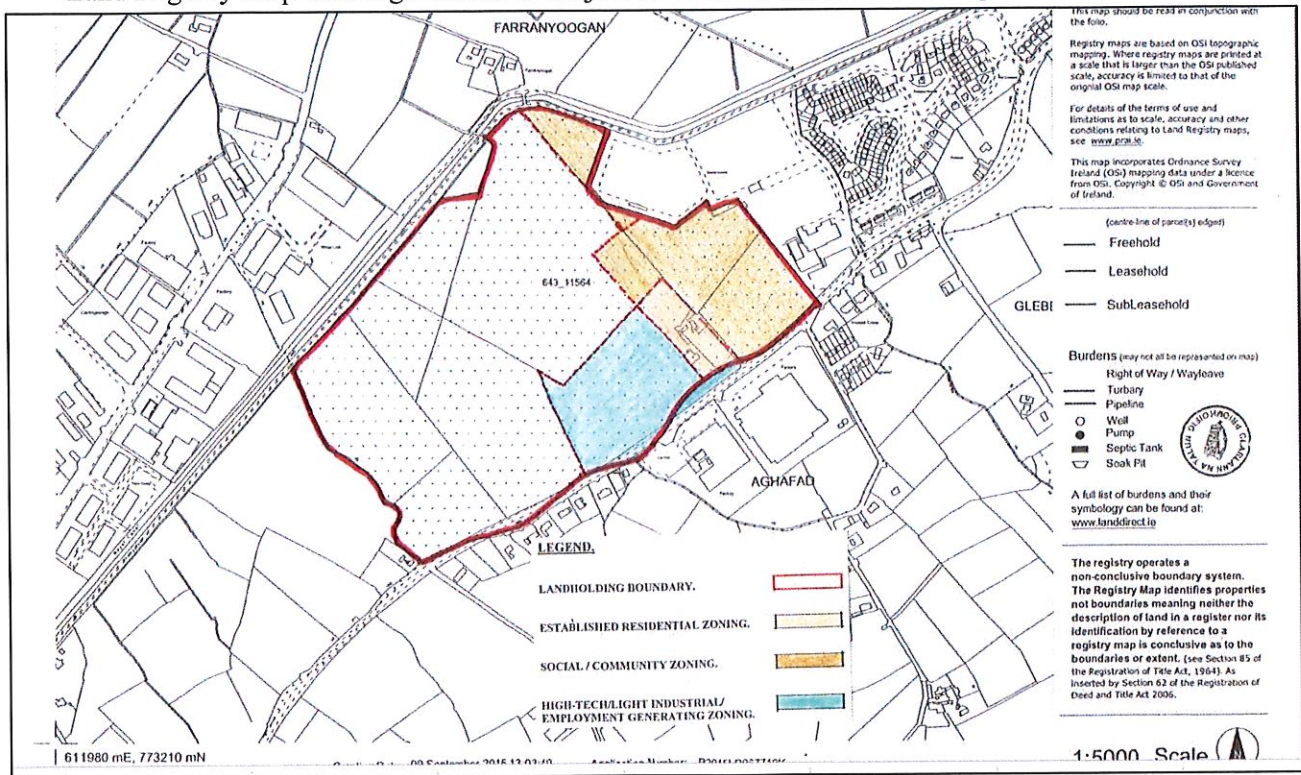 FARRANYOOGAN
This map should be read in conjunction with
the folio.
Registry maps are based on OSi topographic
mapping. Where registry maps are printed at
a scale that is larger than the OSi published
scale, accuracy is limited to that of the
original OSi map scale.
For details of the terms of use and
limitations as to scale, accuracy and other
conditions relating to Land Registry maps,
see www.prai.ie.
This map incorporates Ordnance Survey
Ireland (OSi) mapping data under a licence
from OSi. Copyright © OSi and Government
of Ireland.
(centre-line of parcel(s) edged)
Freehold
Leasehold
SubLeasehold
Burdens (may not all be represented on map)
Right of Way / Wayleave
Turbary
Pipeline
Well
Pump
Septic Tank
Soak Pit
A full list of burdens and their
symbology can be found at:
www.landdirect.ie
The registry operates a
non-conclusive boundary system.
The Registry Map identifies properties
not boundaries meaning neither the
description of land in a register nor its
identification by reference to a
registry map is conclusive as to the
boundaries or extent. (see Section 85 of
the Registration of Title Act, 1964). As
inserted by Section 62 of the Registration of
Deed and Title Act 2006.
1:5000 Scale
643_11564
GLEBE
AGHAFAD
Factory
LEGEND.
LANDHOLDING BOUNDARY.
ESTABLISHED RESIDENTIAL ZONING.
SOCIAL / COMMUNITY ZONING.
HIGH-TECH/LIGHT INDUSTRIAL/
EMPLOYMENT GENERATING ZONING.
611980 mE, 773210 mN